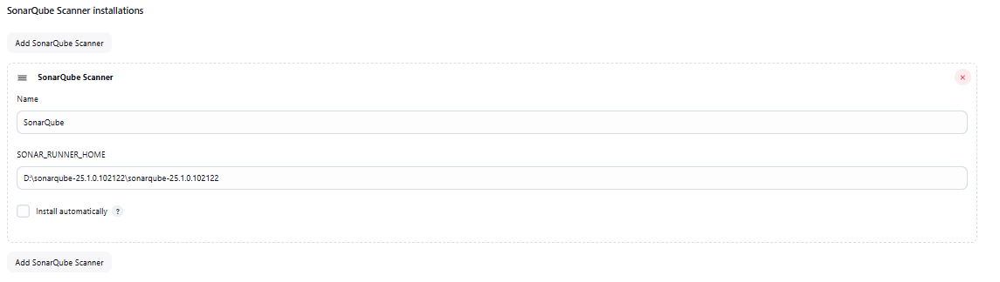 SonarQube Scanner installations
Add SonarQube Scanner
SonarQube Scanner
Name
SonarQube
SONAR_RUNNER_HOME
D:\sonarqube-25.1.0.102122\sonarqube-25.1.0.102122
Install automatically ?
Add SonarQube Scanner